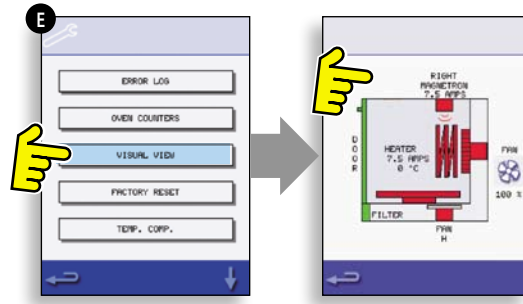 E
ERROR LOG
OVEN COUNTERS
VISUAL VIEW
FACTORY RESET
TEMP. COMP.
RIGHT
MAGNETRON
7.5 AMPS
DOOR
HEATER
7.5 AMPS
0 °C
FAN
100 %
FILTER
FAN
H